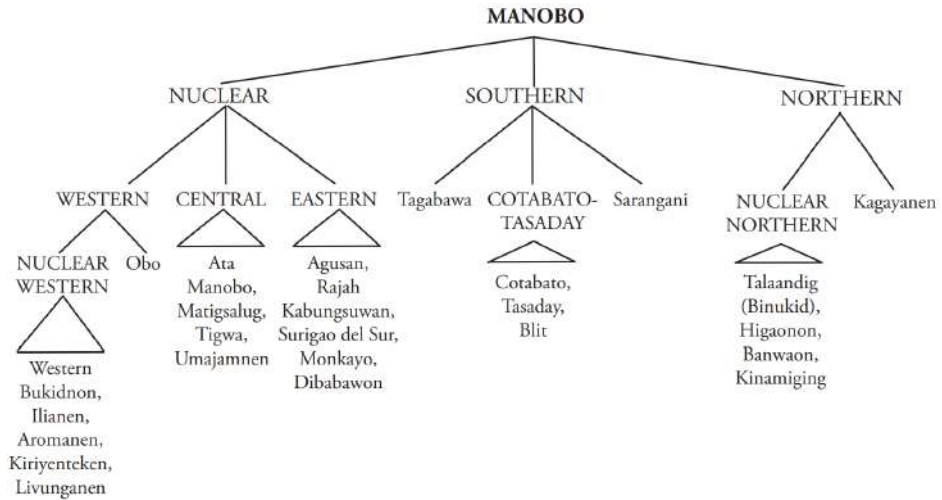 MANOBO
NUCLEAR
SOUTHERN
NORTHERN
WESTERN
CENTRAL
EASTERN
Tagabawa
COTABATO-
TASADAY
Sarangani
NUCLEAR
NORTHERN
Kagayanen
NUCLEAR
WESTERN
Obo
Ata
Manobo,
Matigsalug,
Tigwa,
Umajamnen
Agusan,
Rajah
Kabungsuwan,
Surigao del Sur,
Monkayo,
Dibabawon
Cotabato,
Tasaday,
Blit
Talaandig
(Binukid),
Higaonon,
Banwaon,
Kinamiging
Western
Bukidnon,
Ilianen,
Aromanen,
Kiriyenteken,
Livunganen